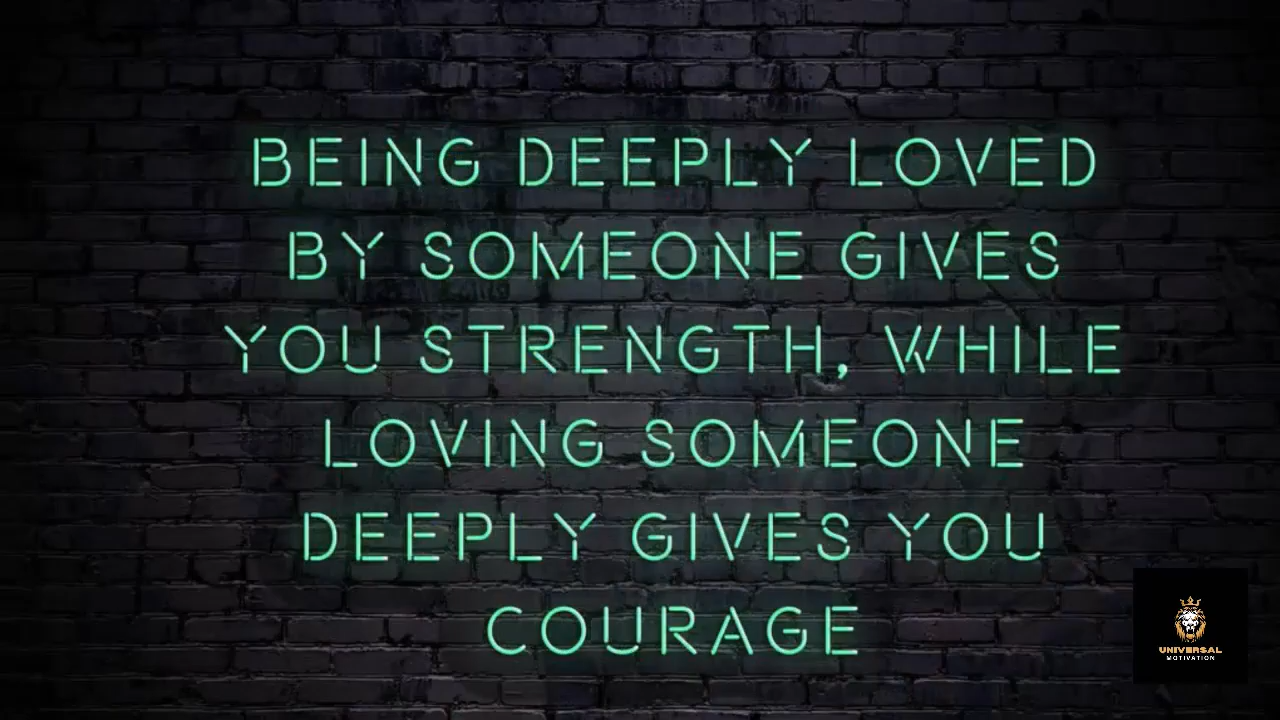 BEING DEEPLY LOVED
BY SOMEONE GIVES
YOU STRENGTH, WHILE
LOVING SOMEONE
DEEPLY GIVES YOU
COURAGE
UNIVERSAL
MOTIVATION